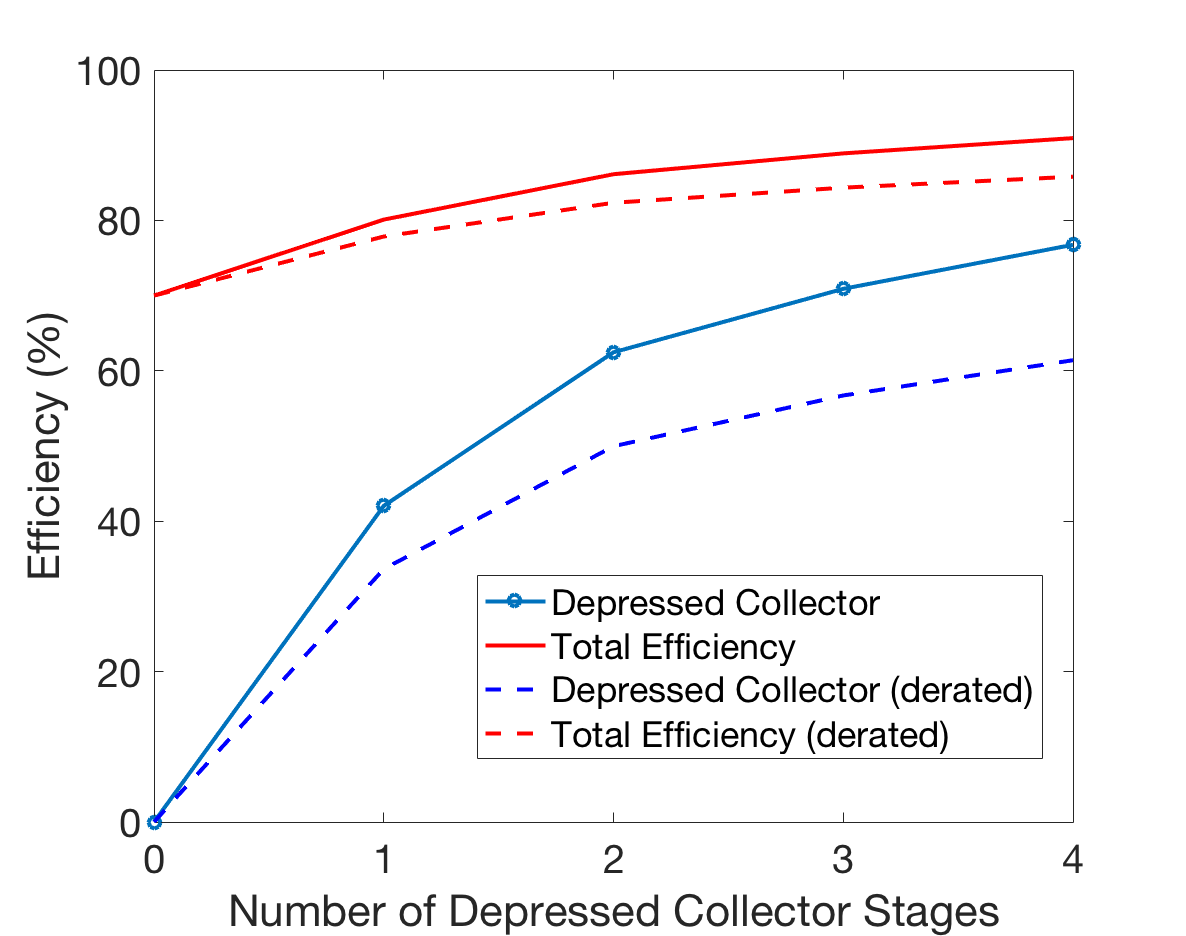 100
80
60
40
20
0
Efficiency (%)
Depressed Collector
Total Efficiency
Depressed Collector (derated)
Total Efficiency (derated)
0 1 2 3 4
Number of Depressed Collector Stages